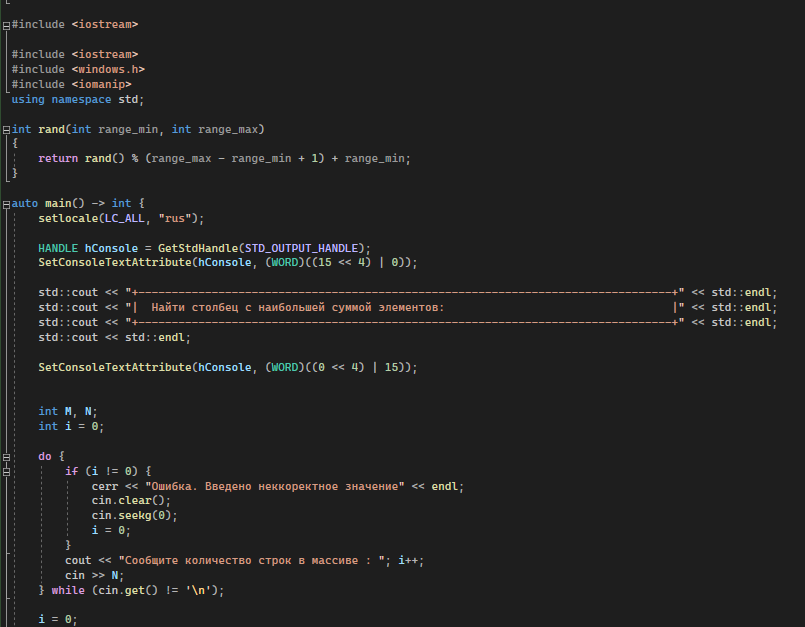 #include <iostream>
#include <iostream>
#include <windows.h>
#include <iomanip>
using namespace std;
int rand(int range_min, int range_max)
{
return rand() % (range_max - range_min + 1) + range_min;
}
auto main() -> int {
setlocale(LC_ALL, "rus");
HANDLE hConsole = GetStdHandle(STD_OUTPUT_HANDLE);
SetConsoleTextAttribute(hConsole, (WORD)((15 << 4) | 0));
std::cout << "+--------------------------------------------------------------------------------+" << std::endl;
std::cout << "|  Найти столбец с наибольшей суммой элементов:                                  |" << std::endl;
std::cout << "+--------------------------------------------------------------------------------+" << std::endl;
std::cout << std::endl;
SetConsoleTextAttribute(hConsole, (WORD)((0 << 4) | 15));
int M, N;
int i = 0;
do {
if (i != 0) {
cerr << "Ошибка. Введено неккоректное значение" << endl;
cin.clear();
cin.seekg(0);
i = 0;
}
cout << "Сообщите количество строк в массиве : "; i++;
cin >> N;
} while (cin.get() != '\n');
i = 0;